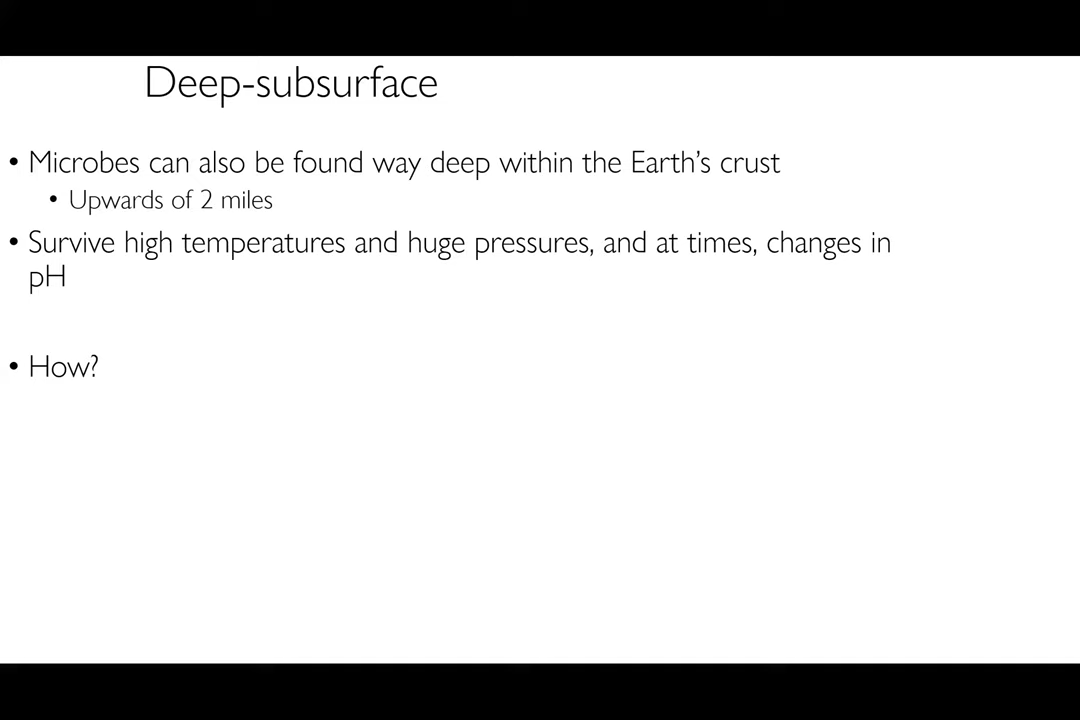 Deep-subsurface
• Microbes can also be found way deep within the Earth’s crust
• Upwards of 2 miles
• Survive high temperatures and huge pressures, and at times, changes in
pH
• How?